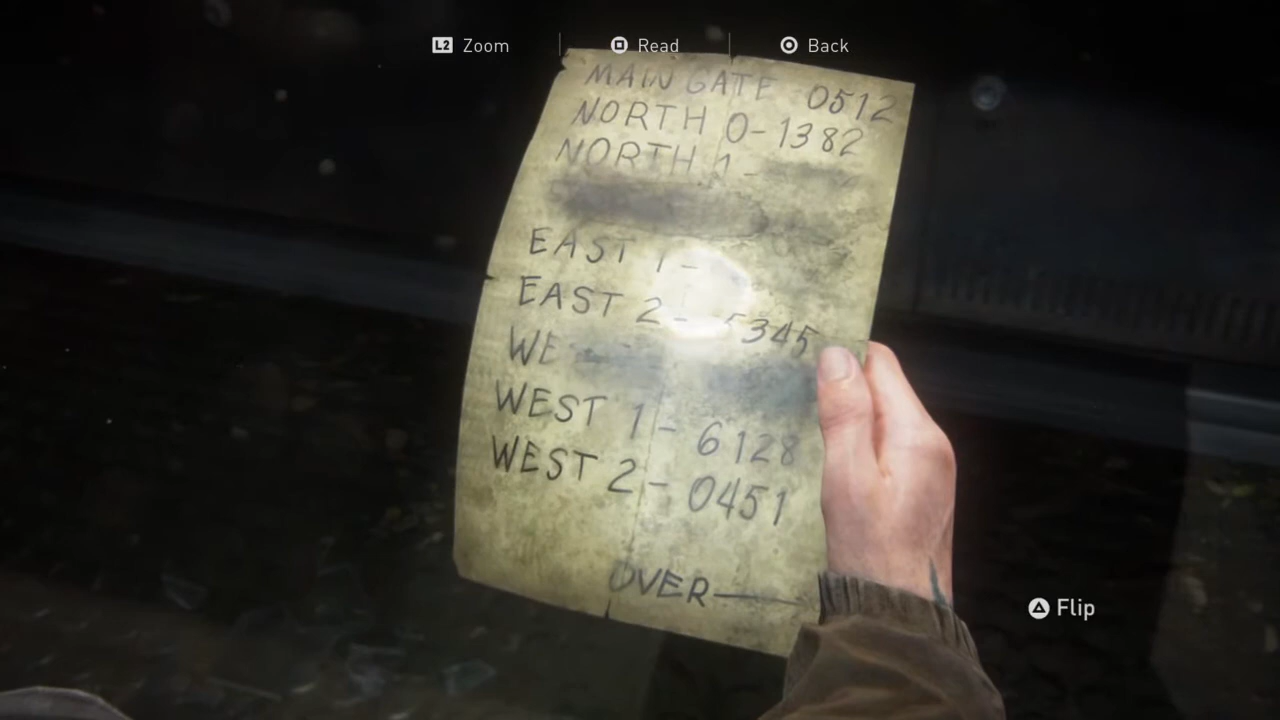 L2 Zoom Read Back
MAIN GATE 0512
NORTH 0-1382
NORTH 1 -
EAST 1 -
EAST 2 - 5345
WE
WEST 1 - 6128
WEST 2 - 0451
OVER
Flip